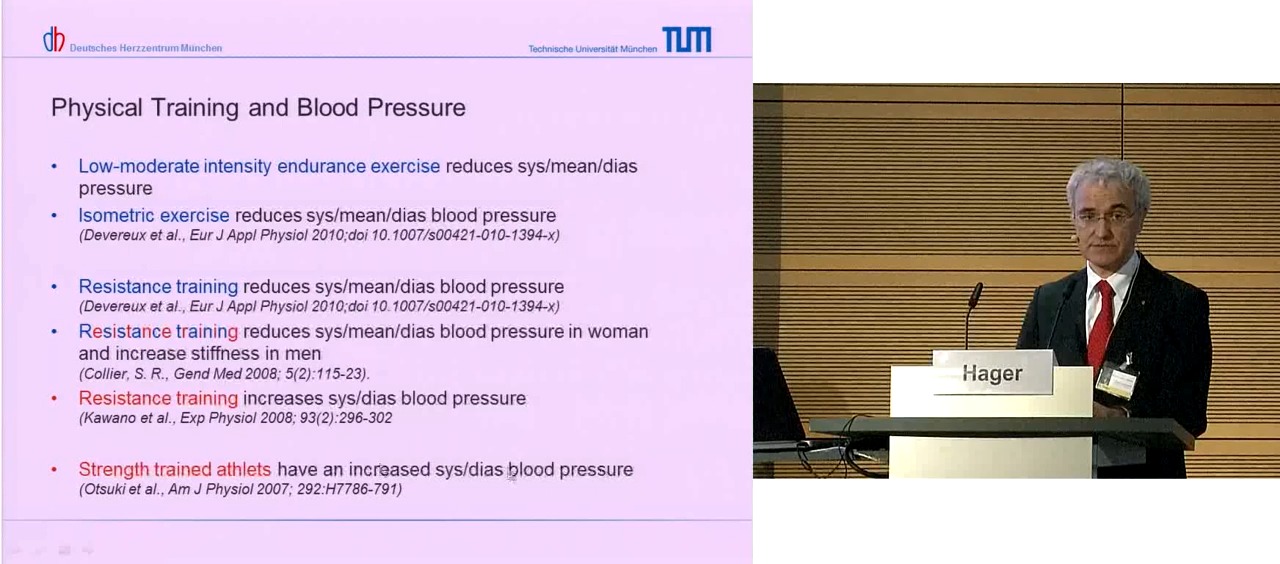 dh Deutsches Herzzentrum München
Technische Universität München TUM
Physical Training and Blood Pressure
• Low-moderate intensity endurance exercise reduces sys/mean/dias
pressure
• Isometric exercise reduces sys/mean/dias blood pressure
(Devereux et al., Eur J Appl Physiol 2010;doi 10.1007/s00421-010-1394-x)
• Resistance training reduces sys/mean/dias blood pressure
(Devereux et al., Eur J Appl Physiol 2010;doi 10.1007/s00421-010-1394-x)
• Resistance training reduces sys/mean/dias blood pressure in woman
and increase stiffness in men
(Collier, S. R., Gend Med 2008; 5(2):115-23).
• Resistance training increases sys/dias blood pressure
(Kawano et al., Exp Physiol 2008; 93(2):296-302
• Strength trained athlets have an increased sys/dias blood pressure
(Otsuki et al., Am J Physiol 2007; 292:H7786-791)
Hager